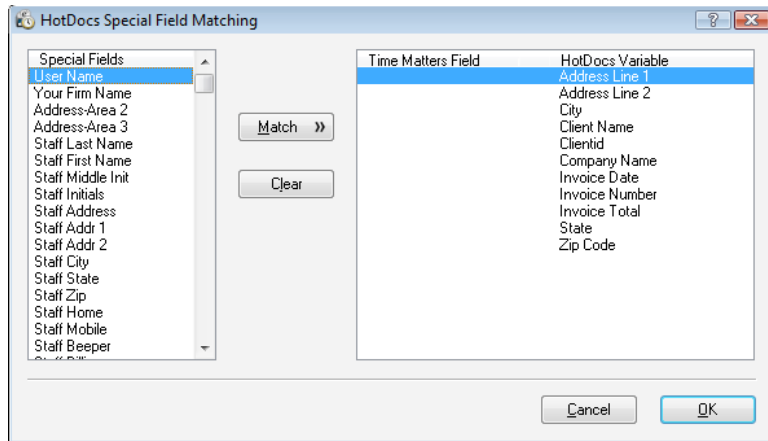 HotDocs Special Field Matching
Special Fields
User Name
Your Firm Name
Address-Area 2
Address-Area 3
Staff Last Name
Staff First Name
Staff Middle Init
Staff Initials
Staff Address
Staff Addr 1
Staff Addr 2
Staff City
Staff State
Staff Zip
Staff Home
Staff Mobile
Staff Beeper
Match »
Clear
Time Matters Field HotDocs Variable
Address Line 1
Address Line 2
City
Client Name
Clientid
Company Name
Invoice Date
Invoice Number
Invoice Total
State
Zip Code
Cancel OK